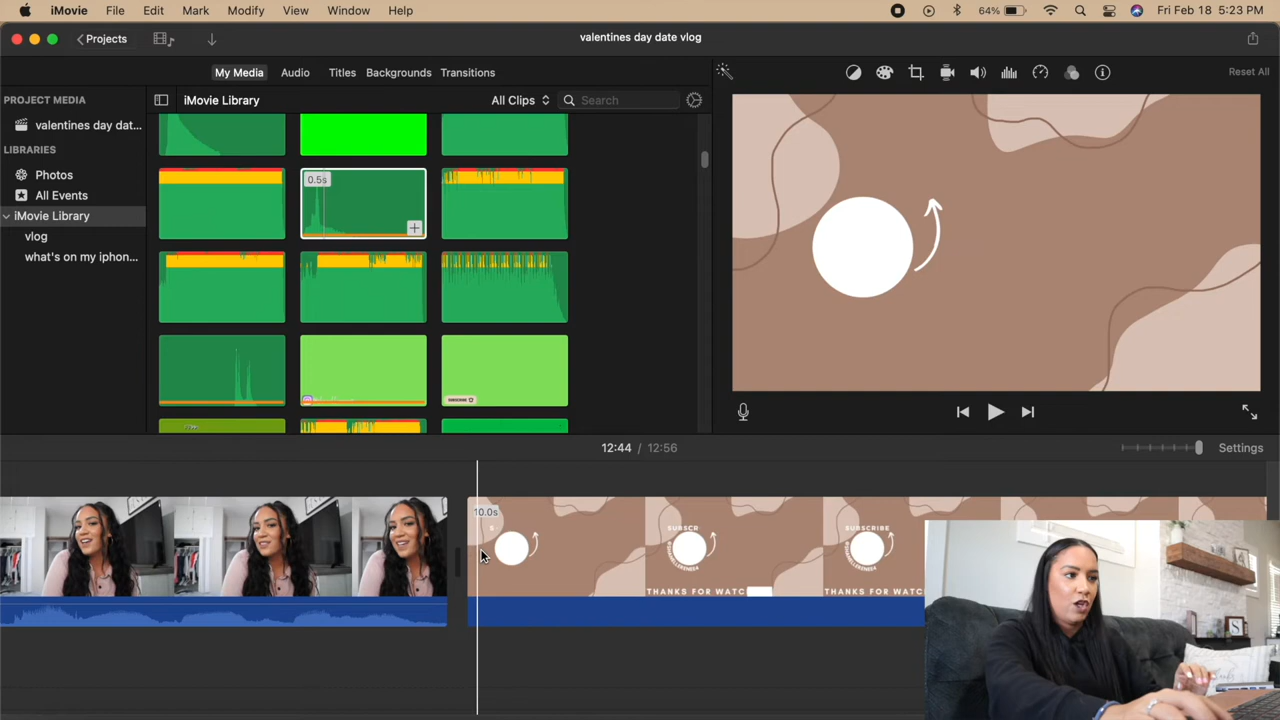 iMovie File Edit Mark Modify View Window Help 64% Fri Feb 18 5:23 PM
Projects valentines day date vlog
My Media Audio Titles Backgrounds Transitions Reset All
PROJECT MEDIA iMovie Library All Clips Search
valentines day dat...
LIBRARIES
Photos
All Events
iMovie Library
vlog
what's on my iphon...
0.5s
SUBSCRIBE
12:44 / 12:56 Settings
10.0s
S SUBSCR SUBSCRIBE
THANKS FOR WATC THANKS FOR WATC
S